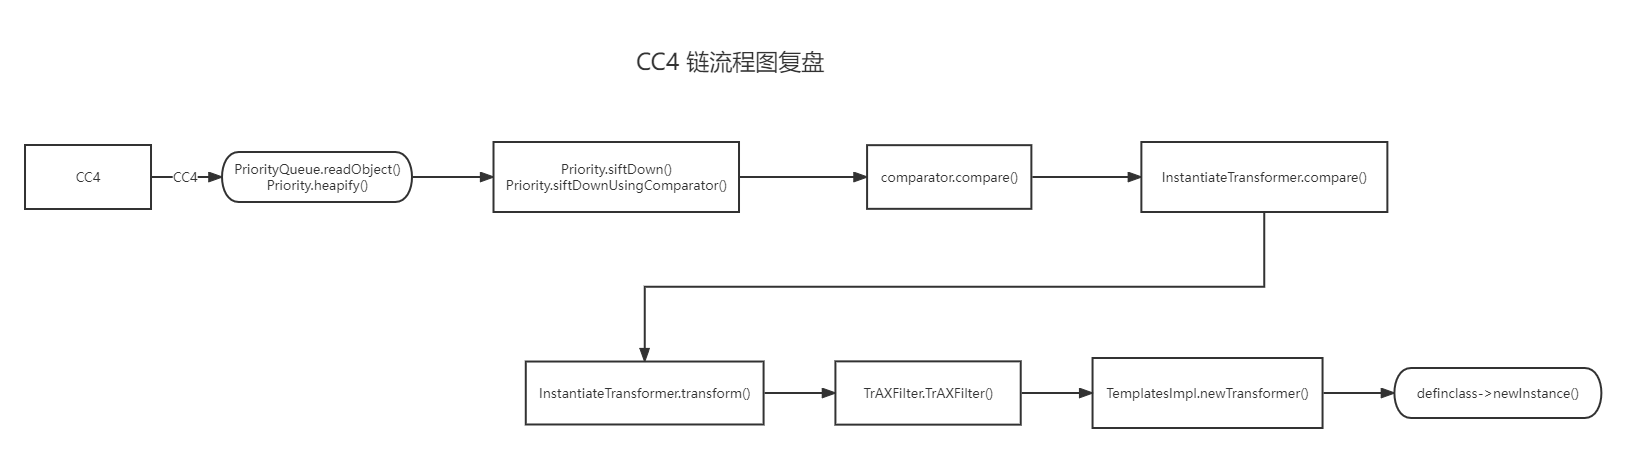 CC4 链流程图复盘
CC4
CC4
PriorityQueue.readObject()
Priority.heapify()
Priority.siftDown()
Priority.siftDownUsingComparator()
comparator.compare()
InstantiateTransformer.compare()
InstantiateTransformer.transform()
TrAXFilter.TrAXFilter()
TemplatesImpl.newTransformer()
definclass->newInstance()